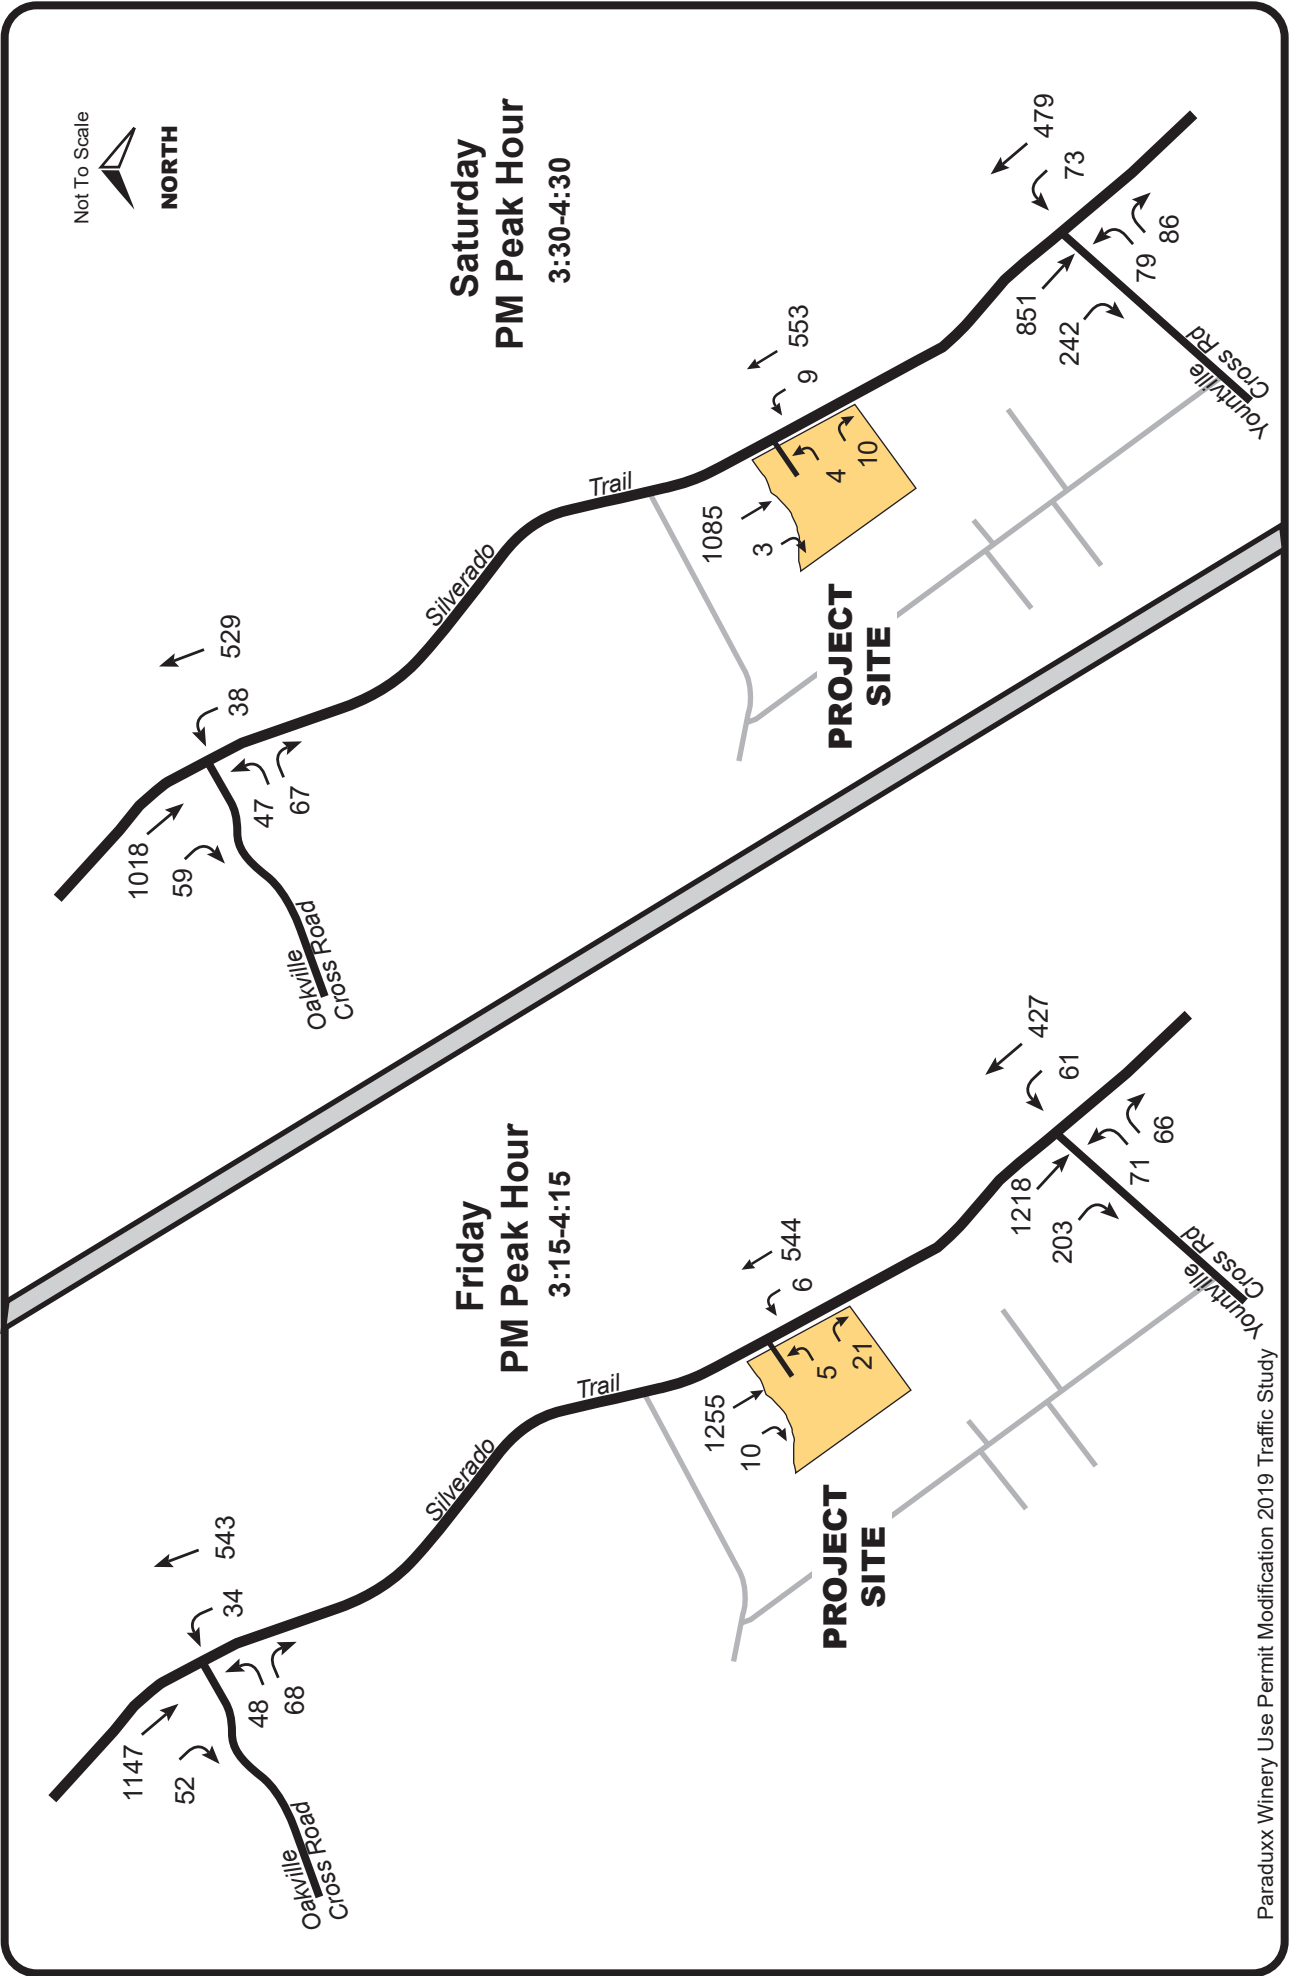 Friday
PM Peak Hour
3:15-4:15
1147
52
543
34
48
68
Oakville
Cross Road
Silverado
Trail
1255
10
544
6
5
21
PROJECT
SITE
1218
203
427
61
71
66
Yountville
Cross Rd
Not To Scale
NORTH
Saturday
PM Peak Hour
3:30-4:30
1018
59
529
38
47
67
Oakville
Cross Road
Silverado
Trail
1085
3
553
9
4
10
PROJECT
SITE
851
242
479
73
79
86
Yountville
Cross Rd
Paraduxx Winery Use Permit Modification 2019 Traffic Study